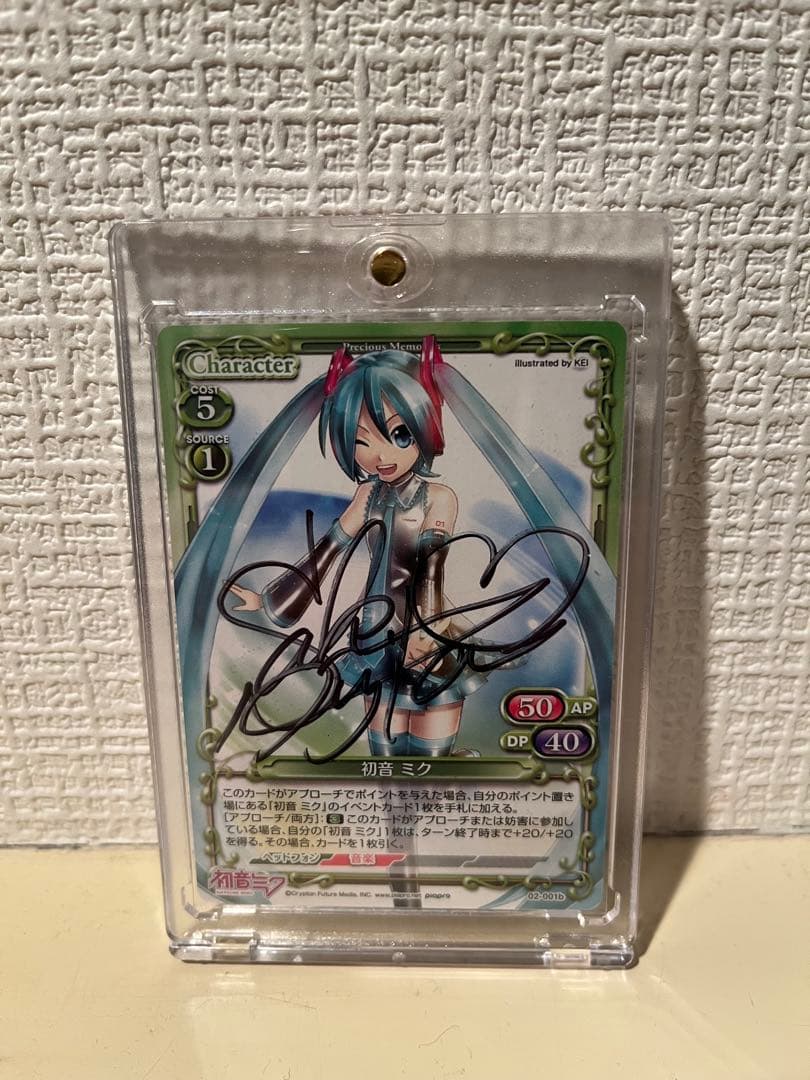 Precious Memo
Character
illustrated by KEI
COST
5
SOURCE
1
01
50 AP
DP 40
初音 ミク
このカードがアプローチでポイントを与えた場合、自分のポイント置き
場にある『初音 ミク』のイベントカード1枚を手札に加える。
[アプローチ/両方]: このカードがアプローチまたは妨害に参加し
ている場合、自分の「初音 ミク」1枚は、ターン終了時まで+20/+20
を得る。その場合、カードを1枚引く。
ヘッドフォン 音楽
初音ミク
©Crypton Future Media, INC. www.piapro.net piapro
02-001b